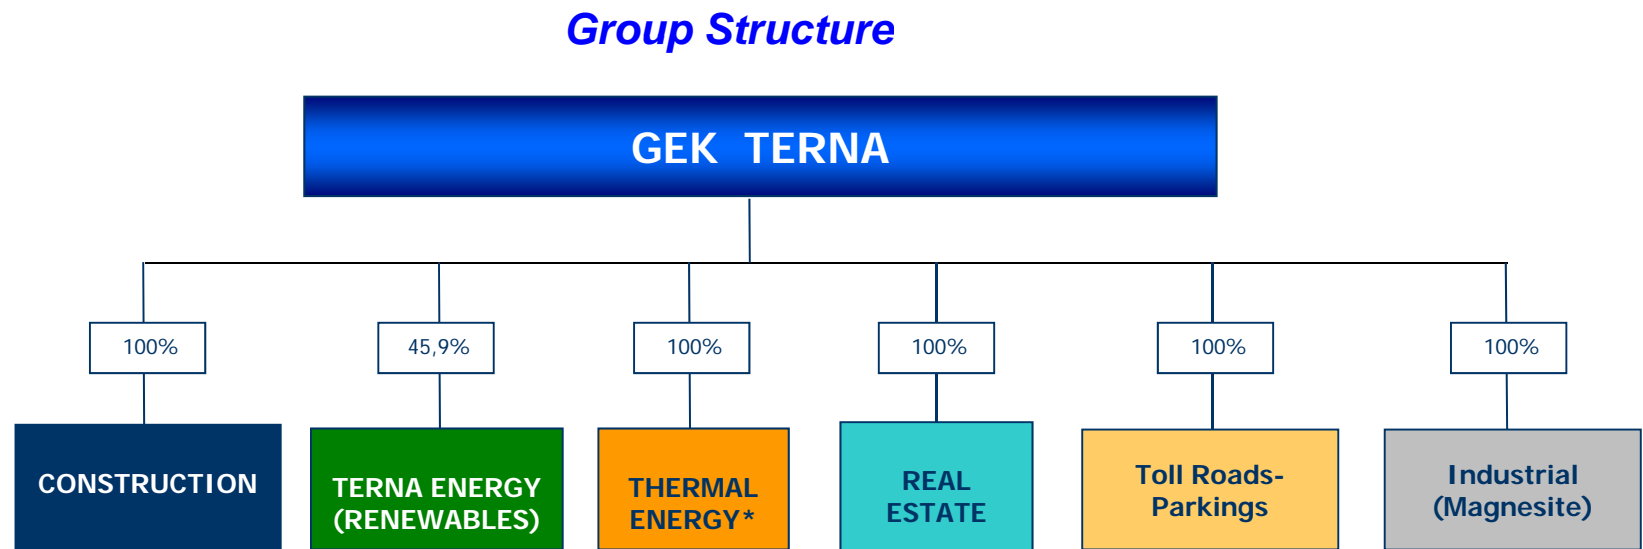 Group Structure
GEK TERNA
100%
45,9%
100%
100%
100%
100%
CONSTRUCTION
TERNA ENERGY
(RENEWABLES)
THERMAL
ENERGY*
REAL
ESTATE
Toll Roads-
Parkings
Industrial
(Magnesite)